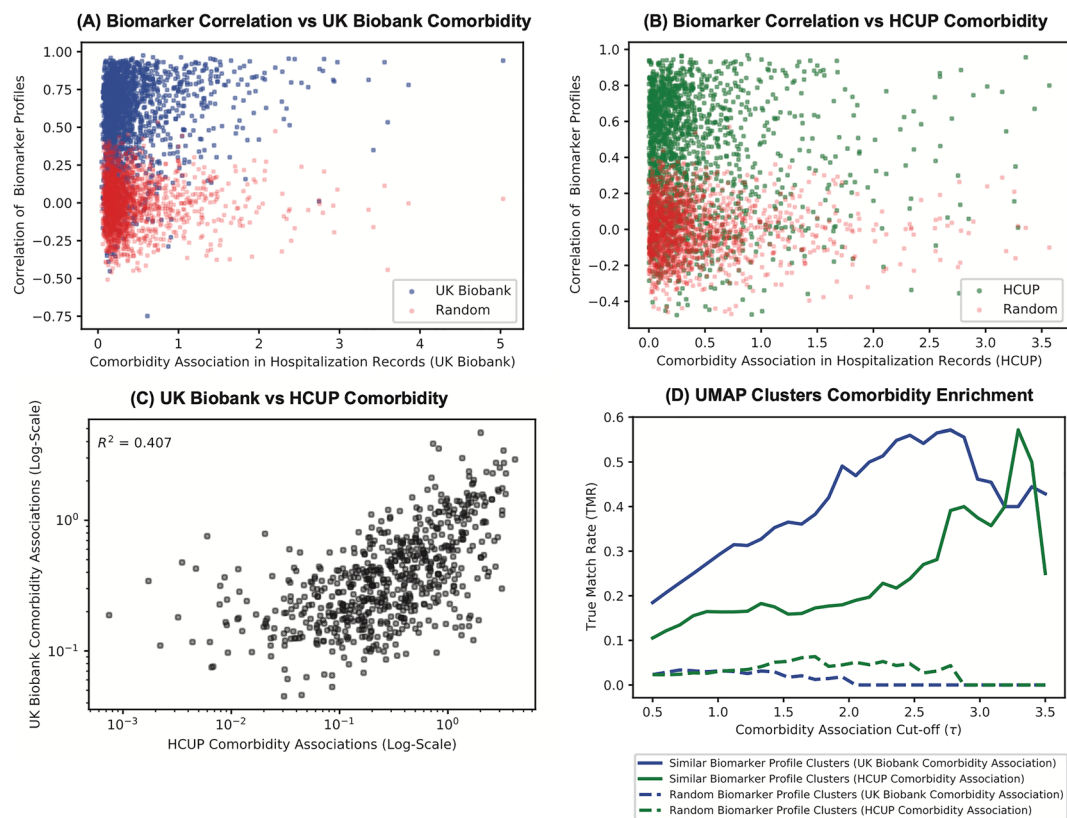 (A) Biomarker Correlation vs UK Biobank Comorbidity
Correlation of Biomarker Profiles
1.00
0.75
0.50
0.25
0.00
−0.25
−0.50
−0.75
0
1
2
3
4
5
UK Biobank
Random
Comorbidity Association in Hospitalization Records (UK Biobank)
(B) Biomarker Correlation vs HCUP Comorbidity
Correlation of Biomarker Profiles
1.0
0.8
0.6
0.4
0.2
0.0
−0.2
−0.4
0.0
0.5
1.0
1.5
2.0
2.5
3.0
3.5
HCUP
Random
Comorbidity Association in Hospitalization Records (HCUP)
(C) UK Biobank vs HCUP Comorbidity
UK Biobank Comorbidity Associations (Log-Scale)
R² = 0.407
10⁰
10⁻¹
10⁻³
10⁻²
10⁻¹
10⁰
HCUP Comorbidity Associations (Log-Scale)
(D) UMAP Clusters Comorbidity Enrichment
True Match Rate (TMR)
0.6
0.5
0.4
0.3
0.2
0.1
0.0
0.5
1.0
1.5
2.0
2.5
3.0
3.5
Comorbidity Association Cut-off (τ)
Similar Biomarker Profile Clusters (UK Biobank Comorbidity Association)
Similar Biomarker Profile Clusters (HCUP Comorbidity Association)
Random Biomarker Profile Clusters (UK Biobank Comorbidity Association)
Random Biomarker Profile Clusters (HCUP Comorbidity Association)